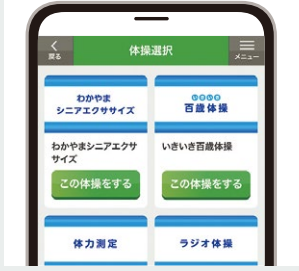 体操選択
戻る
メニュー
わかやま
シニアエクササイズ
いきいき
百歳体操
わかやまシニアエクサ
サイズ
いきいき百歳体操
この体操をする
この体操をする
体力測定
ラジオ体操